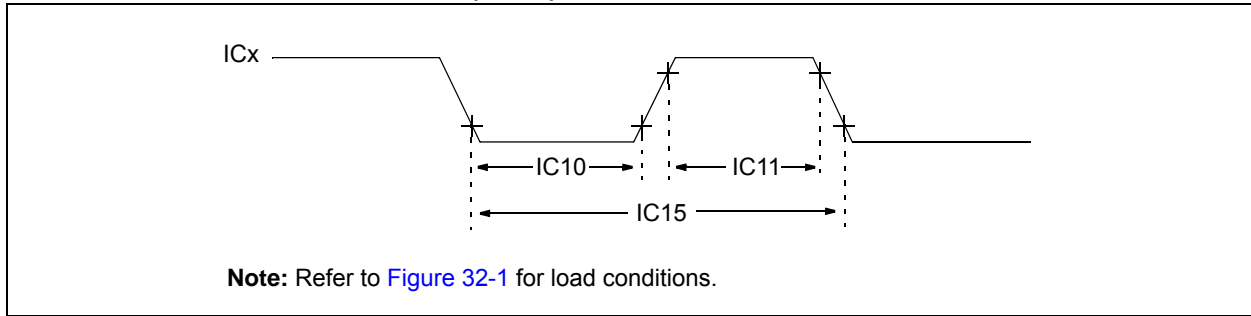 ICx
IC10
IC11
IC15
Note: Refer to Figure 32-1 for load conditions.